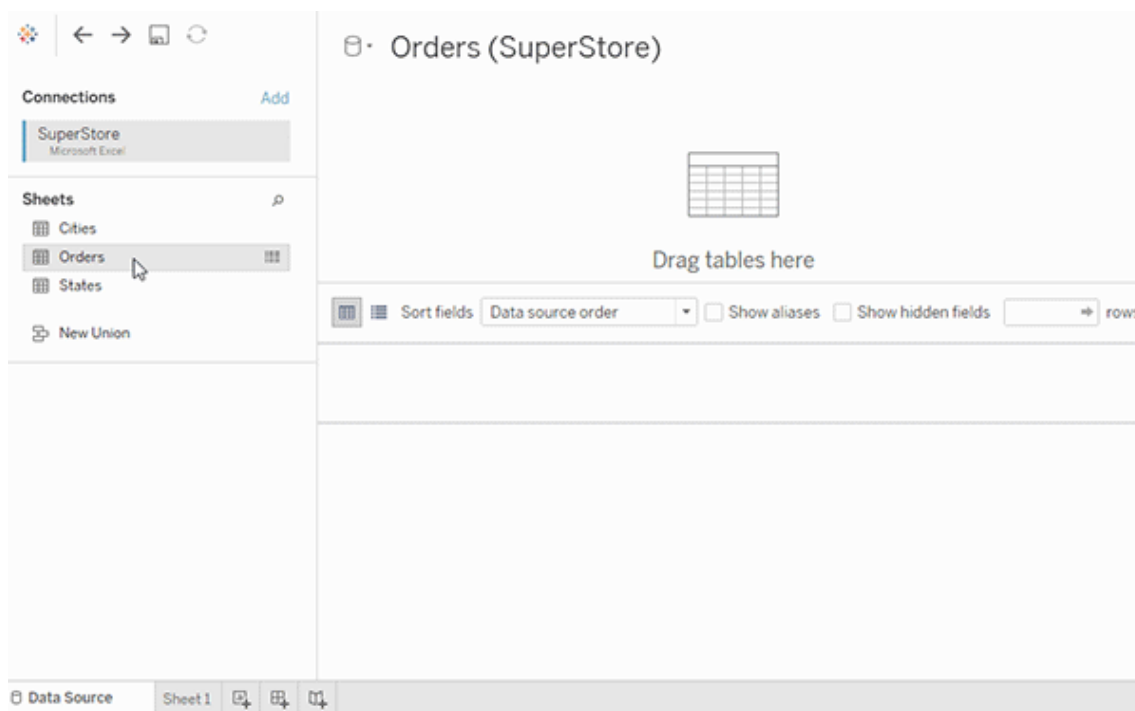 Orders (SuperStore)
Connections
Add
SuperStore
Microsoft Excel
Sheets
Cities
Orders
States
New Union
Drag tables here
Sort fields
Data source order
Show aliases
Show hidden fields
rows
Data Source
Sheet 1